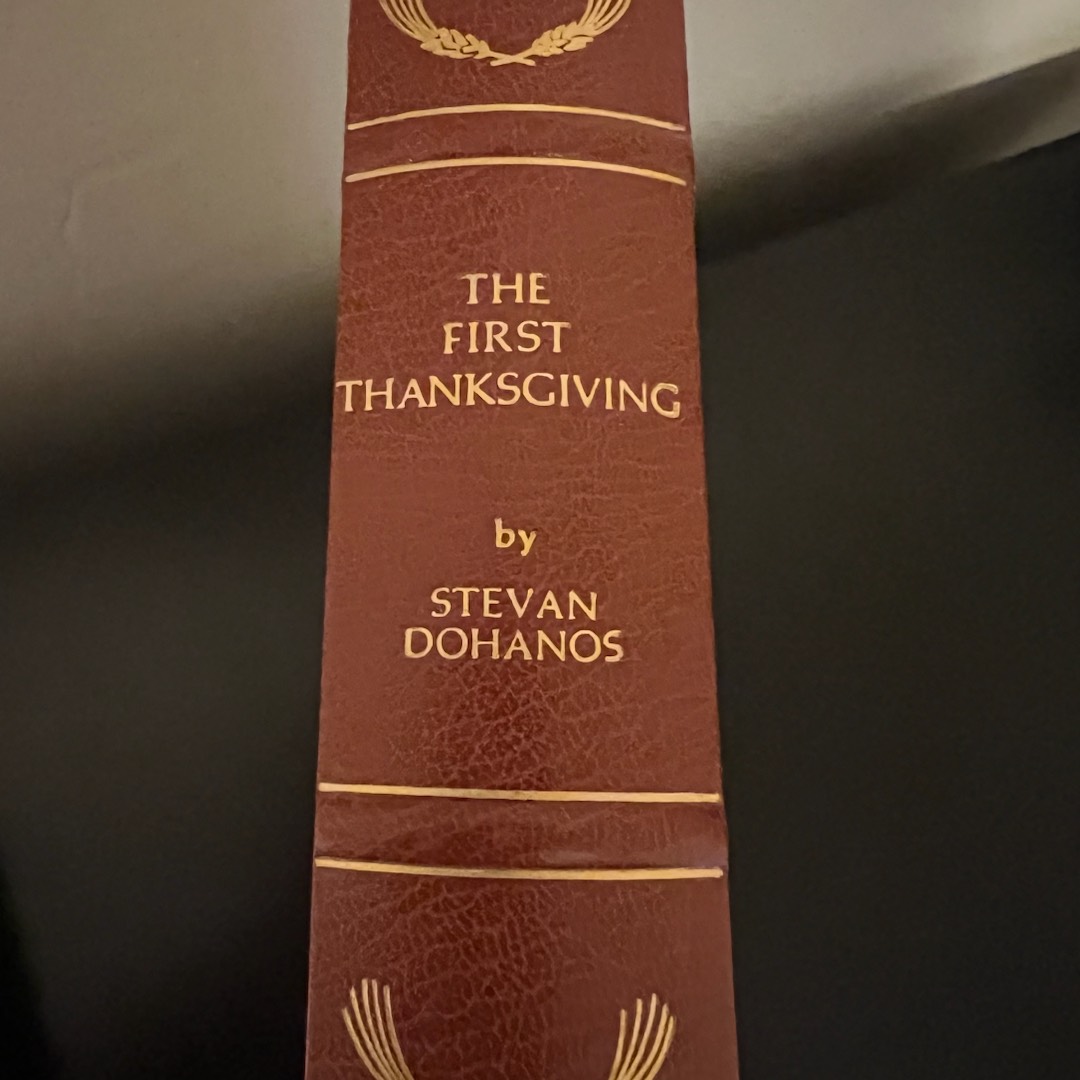 THE
FIRST
THANKSGIVING
by
STEVAN
DOHANOS